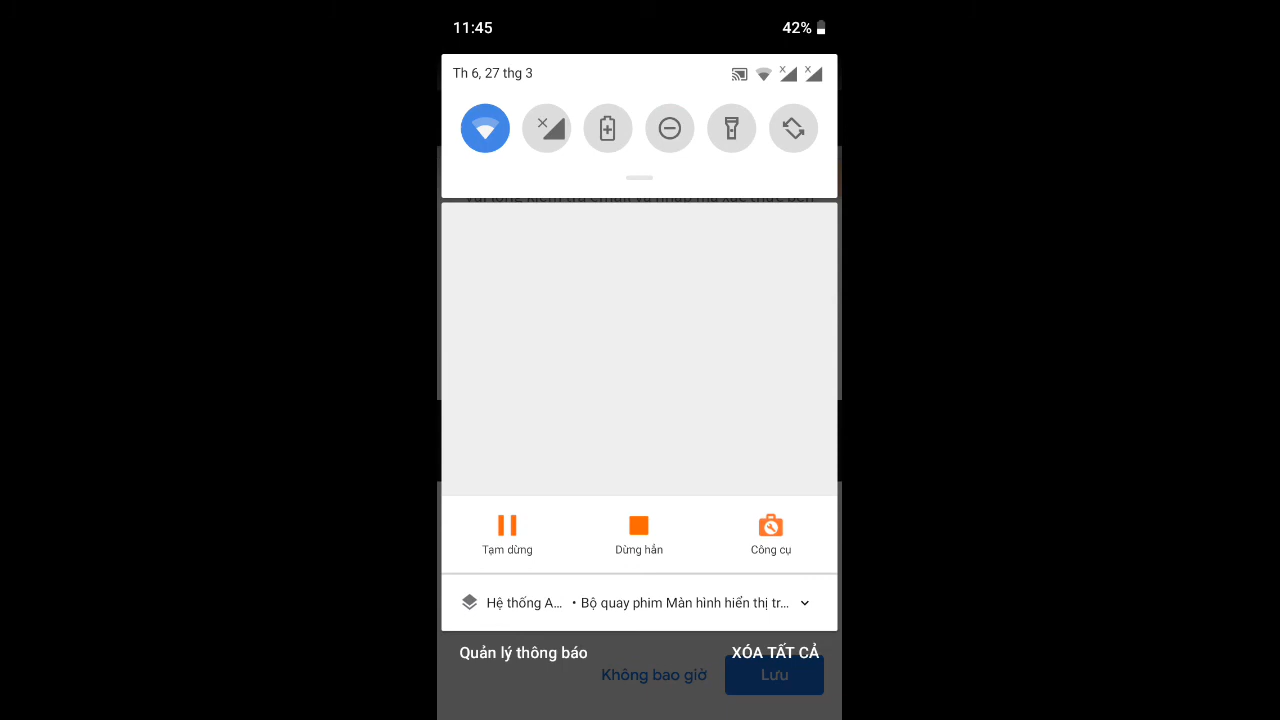 11:45 42%
Th 6, 27 thg 3
Tạm dừng Dừng hẳn Công cụ
Hệ thống A... • Bộ quay phim Màn hình hiển thị tr...
Quản lý thông báo XÓA TẤT CẢ
Không bao giờ Lưu